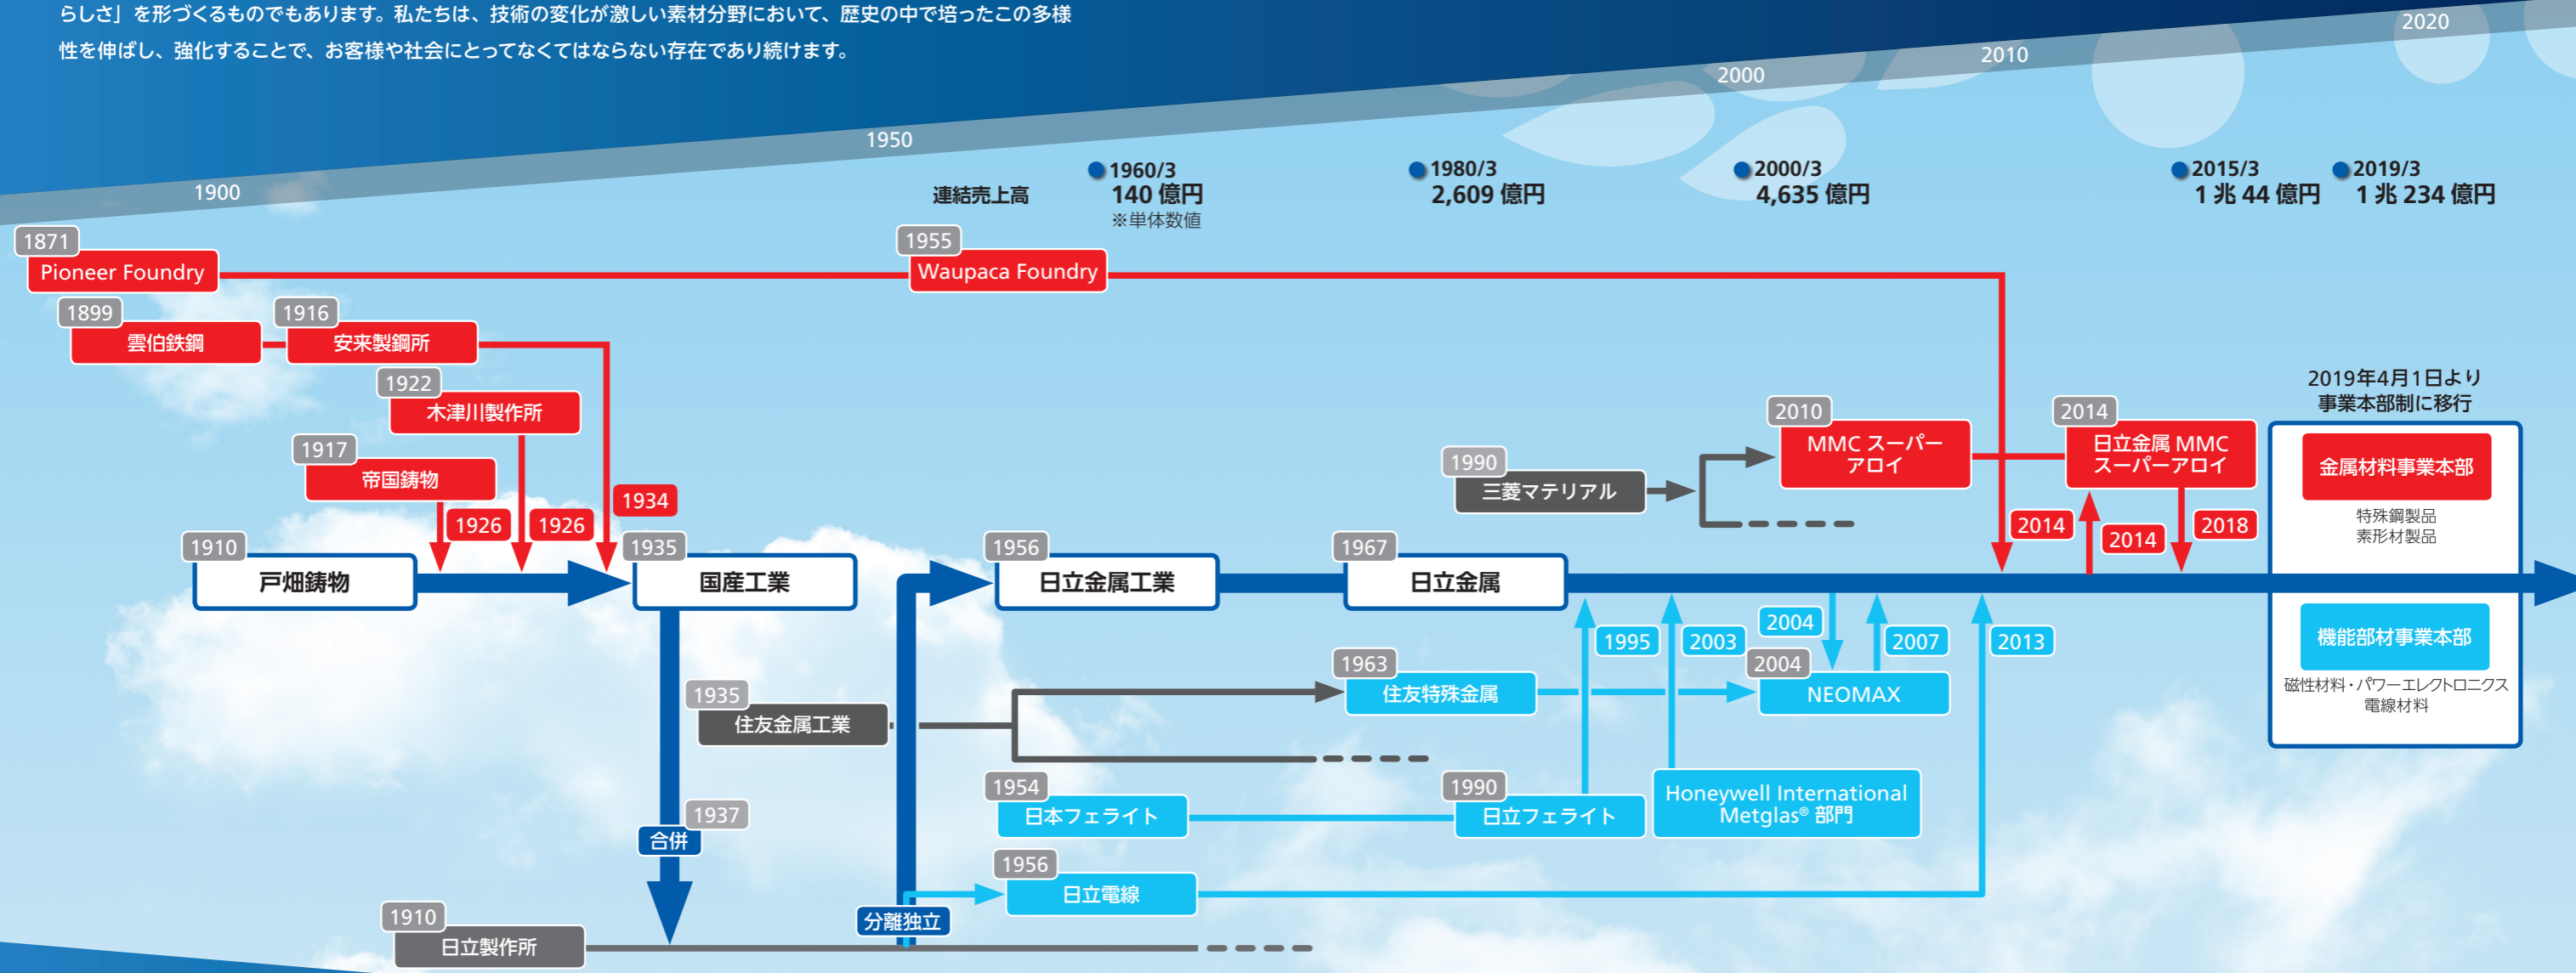 らしさ」を形づくるものでもあります。私たちは、技術の変化が激しい素材分野において、歴史の中で培ったこの多様
性を伸ばし、強化することで、お客様や社会にとってなくてはならない存在であり続けます。
1900
1950
2000
2010
2020
連結売上高
1960/3
140 億円
※単体数値
1980/3
2,609 億円
2000/3
4,635 億円
2015/3
1 兆 44 億円
2019/3
1 兆 234 億円
1871
Pioneer Foundry
1955
Waupaca Foundry
1899
雲伯鉄鋼
1916
安来製鋼所
1922
木津川製作所
1917
帝国鋳物
1926
1926
1934
1990
三菱マテリアル
2010
MMC スーパー
アロイ
2014
日立金属 MMC
スーパーアロイ
2014
2014
2018
2019年4月1日より
事業本部制に移行
金属材料事業本部
特殊鋼製品
素形材製品
1910
戸畑鋳物
1935
国産工業
1956
日立金属工業
1967
日立金属
1995
2003
2004
2007
2013
機能部材事業本部
磁性材料・パワーエレクトロニクス
電線材料
1935
住友金属工業
1963
住友特殊金属
2004
NEOMAX
1937
合併
1954
日本フェライト
1990
日立フェライト
Honeywell International
Metglas® 部門
1956
日立電線
分離独立
1910
日立製作所